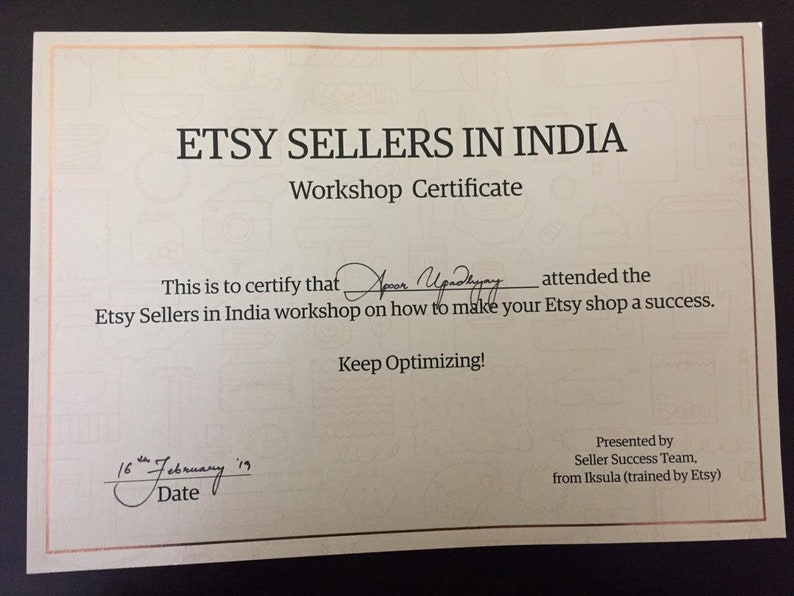 ETSY SELLERS IN INDIA
Workshop Certificate
This is to certify that Apoor Upadhyay attended the
Etsy Sellers in India workshop on how to make your Etsy shop a success.
Keep Optimizing!
16th February '19
Date
Presented by
Seller Success Team,
from Iksula (trained by Etsy)